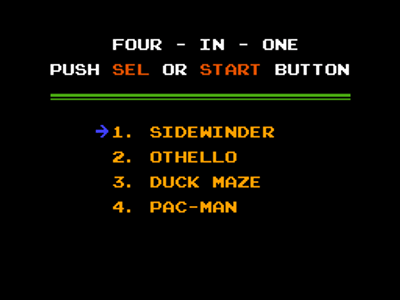 FOUR - IN - ONE
PUSH SEL OR START BUTTON
→1. SIDEWINDER
2. OTHELLO
3. DUCK MAZE
4. PAC-MAN